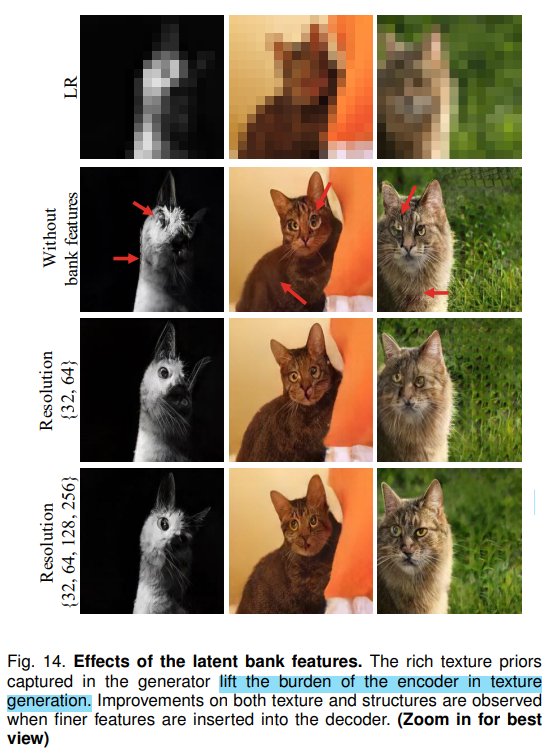 LR
Without
bank features
Resolution
{32, 64}
Resolution
{32, 64, 128, 256}
Fig. 14. Effects of the latent bank features. The rich texture priors
captured in the generator lift the burden of the encoder in texture
generation. Improvements on both texture and structures are observed
when finer features are inserted into the decoder. (Zoom in for best
view)